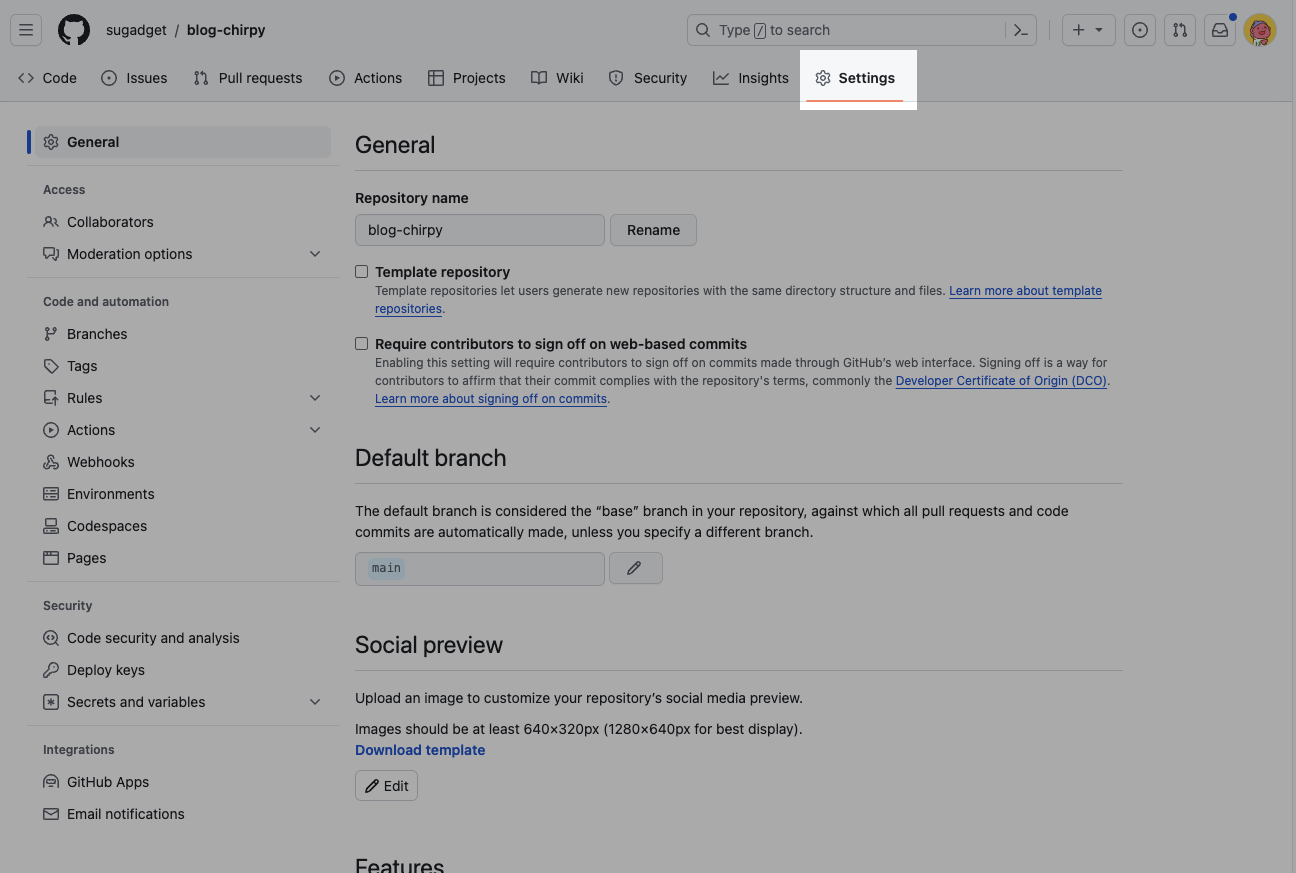 sugadget / blog-chirpy
Type / to search
Code Issues Pull requests Actions Projects Wiki Security Insights Settings
General
Access
Collaborators
Moderation options
Code and automation
Branches
Tags
Rules
Actions
Webhooks
Environments
Codespaces
Pages
Security
Code security and analysis
Deploy keys
Secrets and variables
Integrations
GitHub Apps
Email notifications
General
Repository name
blog-chirpy Rename
Template repository
Template repositories let users generate new repositories with the same directory structure and files. Learn more about template
repositories.
Require contributors to sign off on web-based commits
Enabling this setting will require contributors to sign off on commits made through GitHub’s web interface. Signing off is a way for
contributors to affirm that their commit complies with the repository's terms, commonly the Developer Certificate of Origin (DCO).
Learn more about signing off on commits.
Default branch
The default branch is considered the “base” branch in your repository, against which all pull requests and code
commits are automatically made, unless you specify a different branch.
main
Social preview
Upload an image to customize your repository’s social media preview.
Images should be at least 640×320px (1280×640px for best display).
Download template
Edit
Features